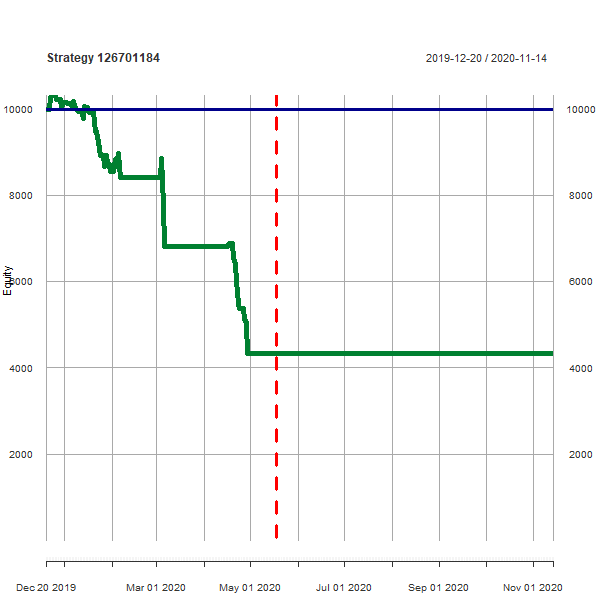 Strategy 126701184
2019-12-20 / 2020-11-14
10000
10000
8000
8000
Equity
6000
6000
4000
4000
2000
2000
Dec 20 2019
Mar 01 2020
May 01 2020
Jul 01 2020
Sep 01 2020
Nov 01 2020